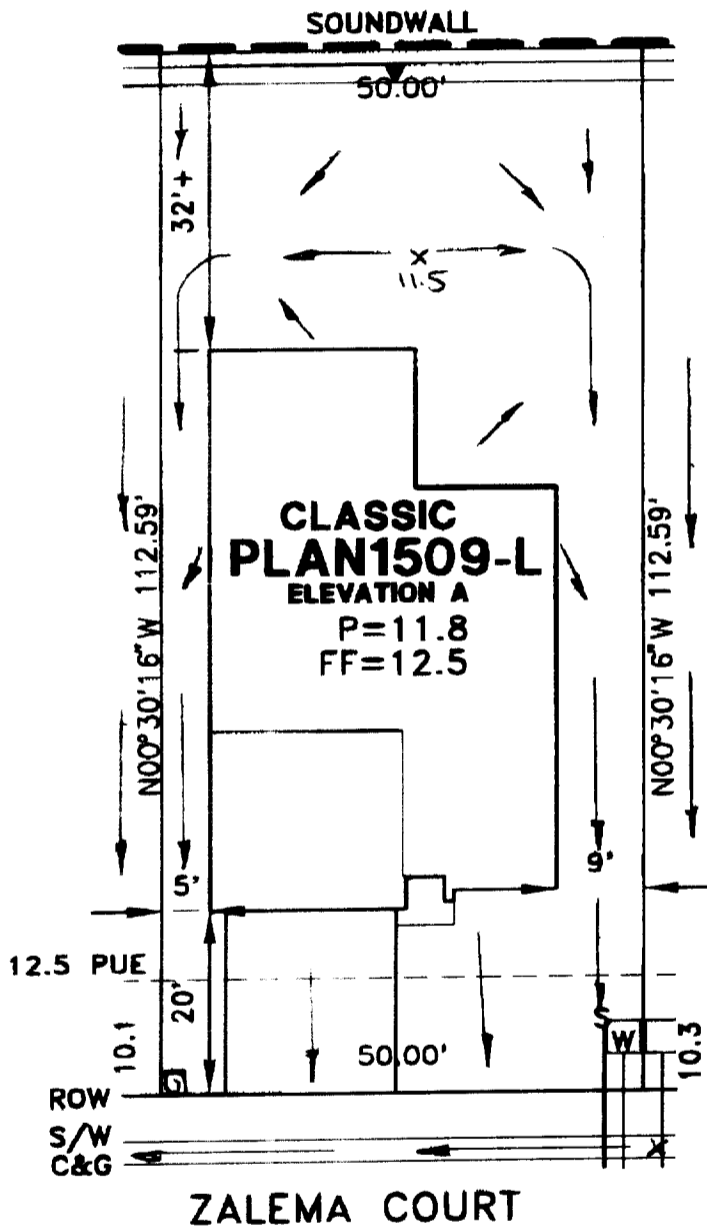 SOUNDWALL
50.00'
32'+
x
11.5
N00°30'16"W 112.59'
CLASSIC
PLAN1509-L
ELEVATION A
P=11.8
FF=12.5
N00°30'16"W 112.59'
5'
9'
12.5 PUE
20'
10.1
50.00'
S
W
10.3
G
ROW
S/W
C&G
x
ZALEMA COURT